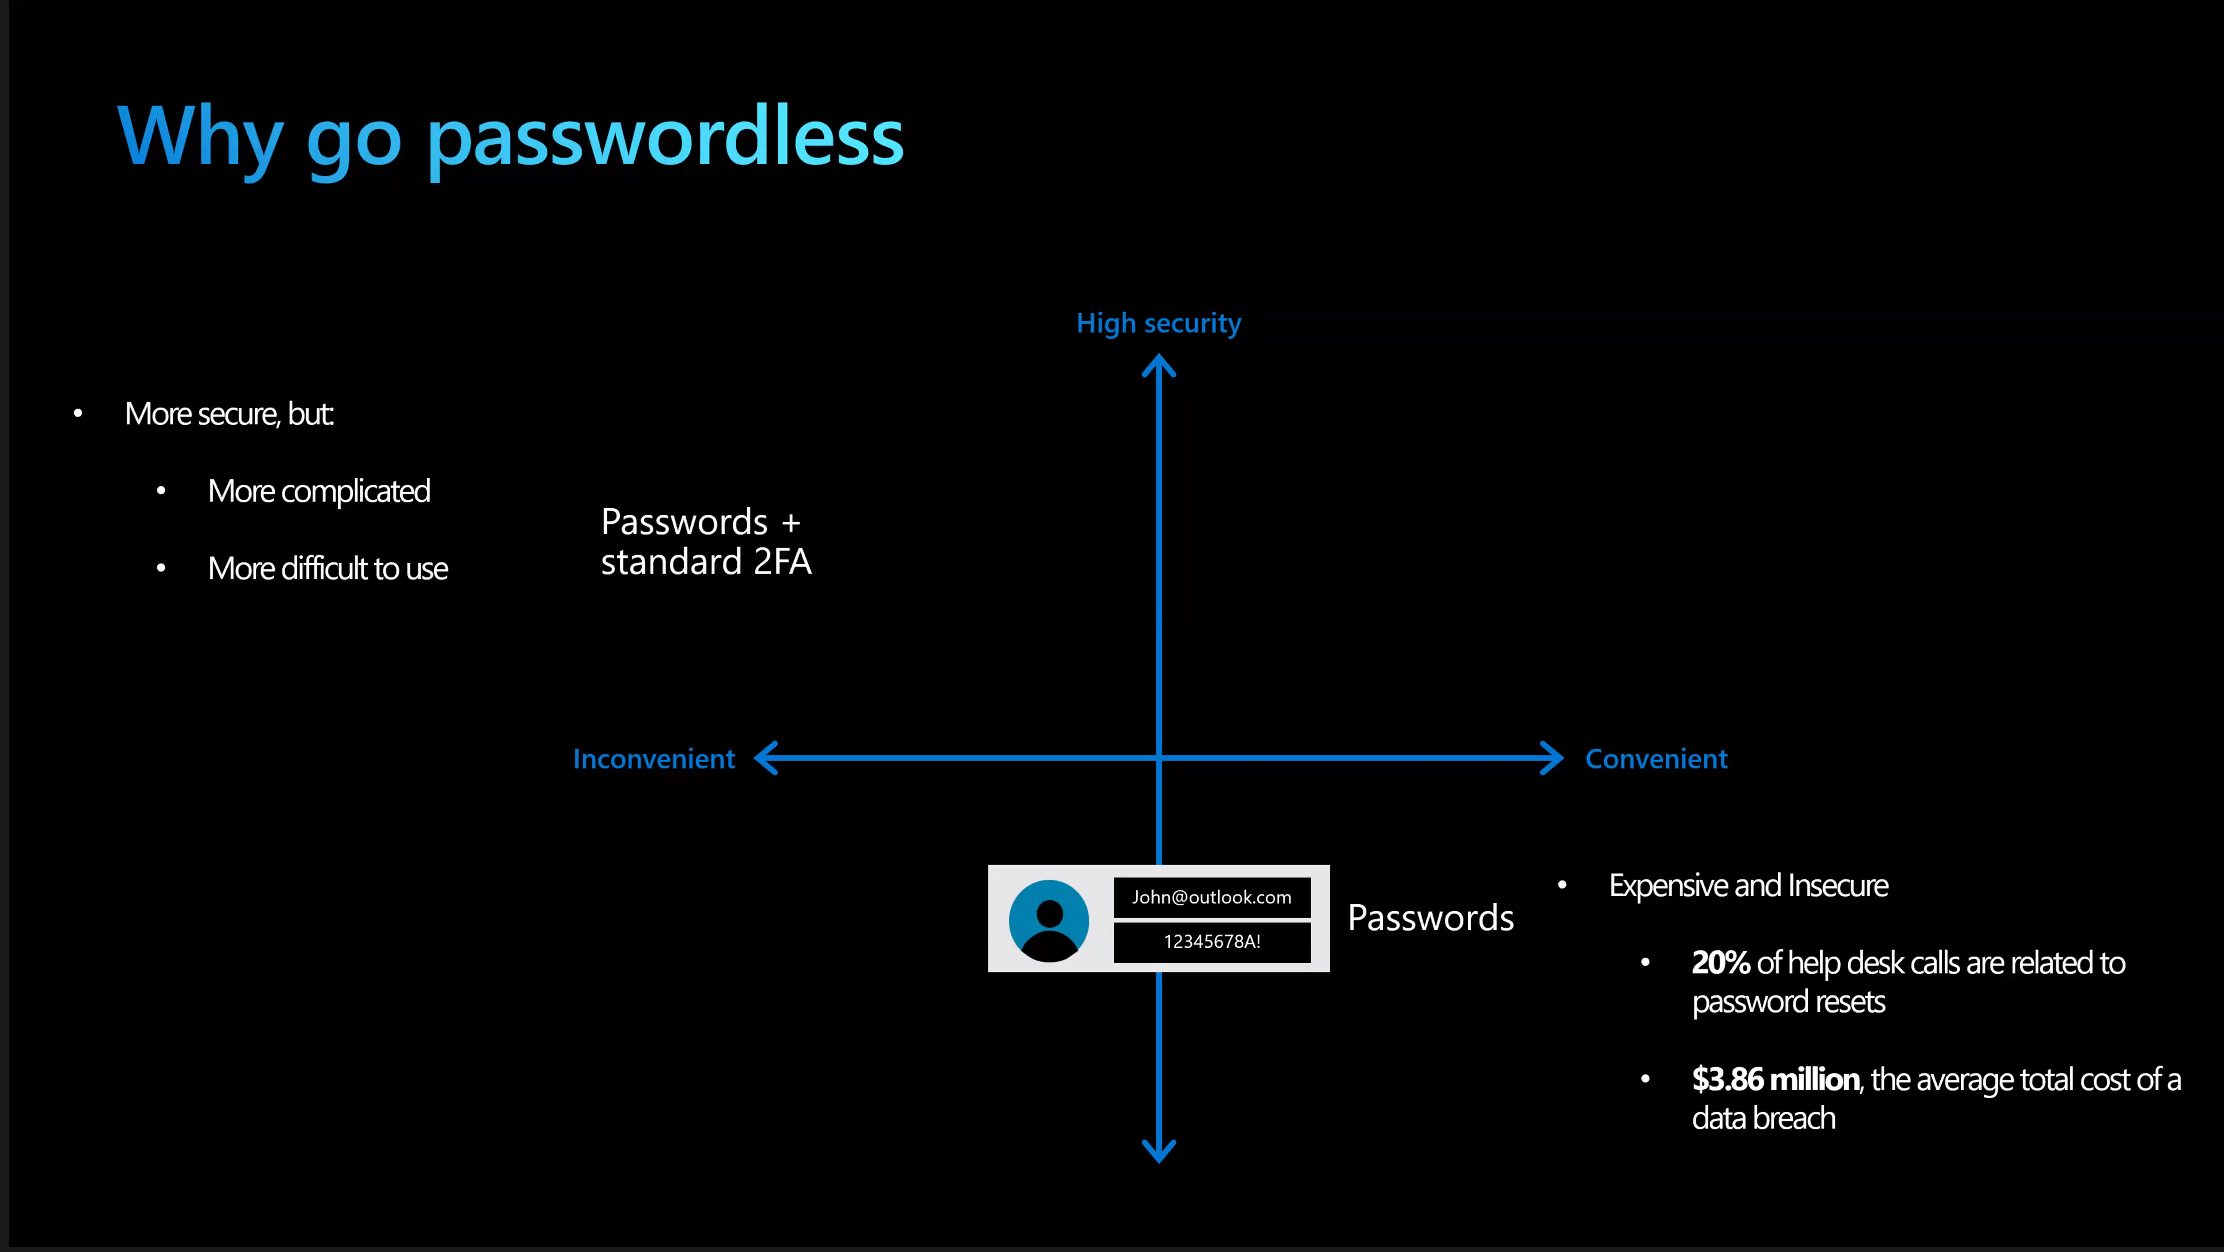 Why go passwordless
High security
• More secure, but:
• More complicated
• More difficult to use
Passwords +
standard 2FA
Inconvenient
Convenient
John@outlook.com
12345678A!
Passwords
• Expensive and Insecure
• 20% of help desk calls are related to
password resets
• $3.86 million, the average total cost of a
data breach